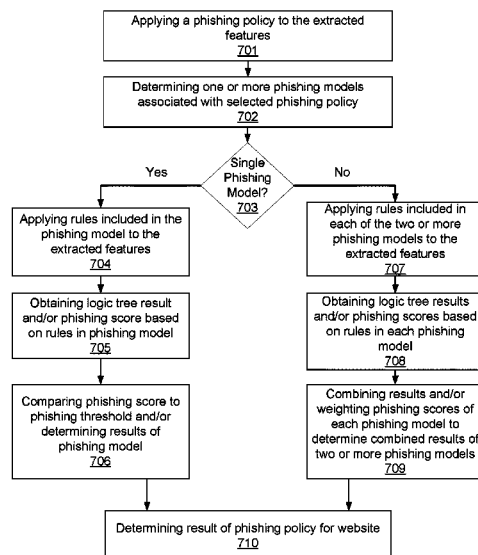 Applying a phishing policy to the extracted
features
701
Determining one or more phishing models
associated with selected phishing policy
702
Single
Phishing
Model?
703
Yes
No
Applying rules included in the
phishing model to the
extracted features
704
Obtaining logic tree result
and/or phishing score based
on rules in phishing model
705
Comparing phishing score to
phishing threshold and/or
determining results of
phishing model
706
Applying rules included in
each of the two or more
phishing models to the
extracted features
707
Obtaining logic tree results
and/or phishing scores based
on rules in each phishing
model
708
Combining results and/or
weighting phishing scores of
each phishing model to
determine combined results of
two or more phishing models
709
Determining result of phishing policy for website
710